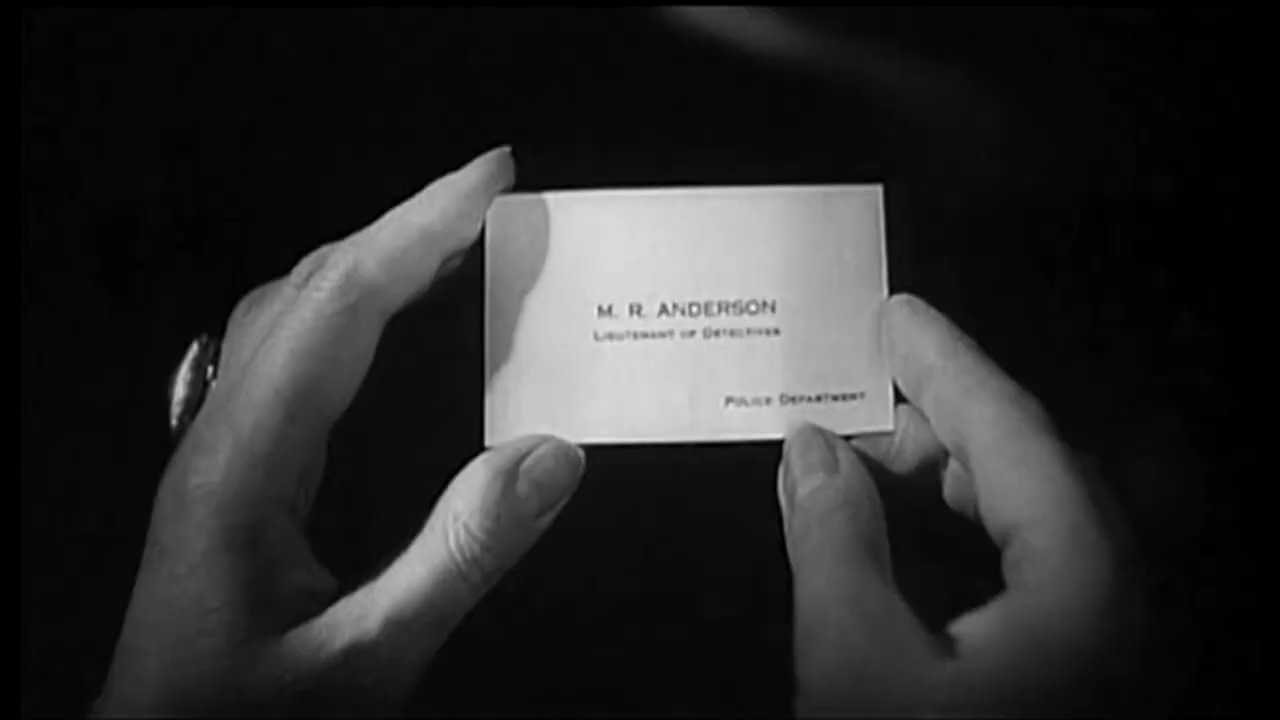 M. R. ANDERSON
LIEUTENANT OF DETECTIVES
POLICE DEPARTMENT